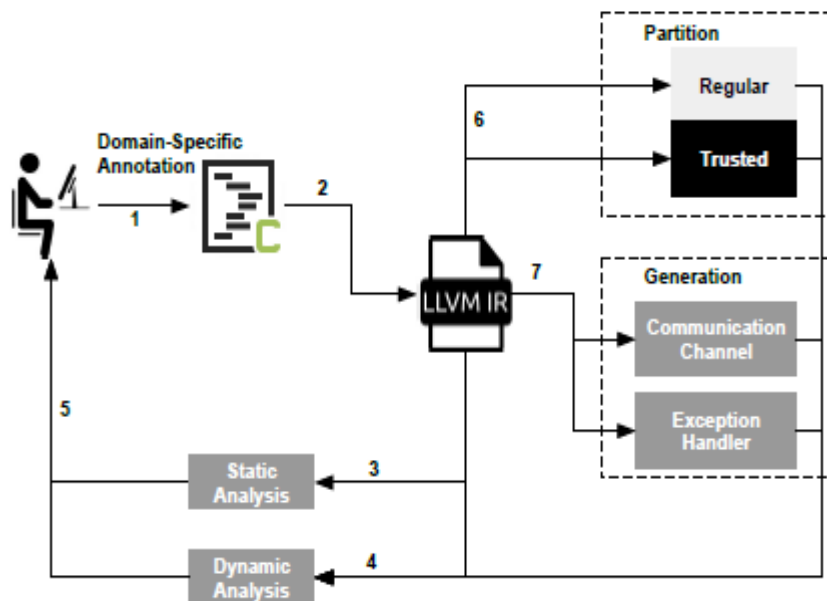 Partition
Regular
6
Trusted
Domain-Specific
Annotation
1
C
2
LLVM IR
7
Generation
Communication
Channel
Exception
Handler
5
Static
Analysis
3
Dynamic
Analysis
4